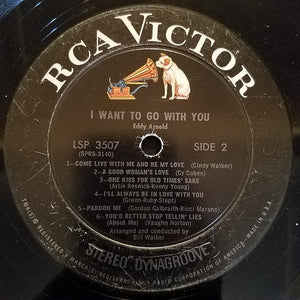 RCA VICTOR
I WANT TO GO WITH YOU
Eddy Arnold
LSP 3507
(SPRS-3140)
SIDE 2
1—COME LIVE WITH ME AND BE MY LOVE (Cindy Walker)
2—A GOOD WOMAN'S LOVE (Cy Coben)
3—ONE KISS FOR OLD TIMES' SAKE
(Artie Resnick-Kenny Young)
4—I'LL ALWAYS BE IN LOVE WITH YOU
(Green-Ruby-Stept)
5—PARDON ME (Gordon Galbraith-Ricci Mareno)
6—YOU'D BETTER STOP TELLIN' LIES
(About Me) (Vaughn Horton)
Arranged and conducted by
Bill Walker
STEREO DYNAGROOVE